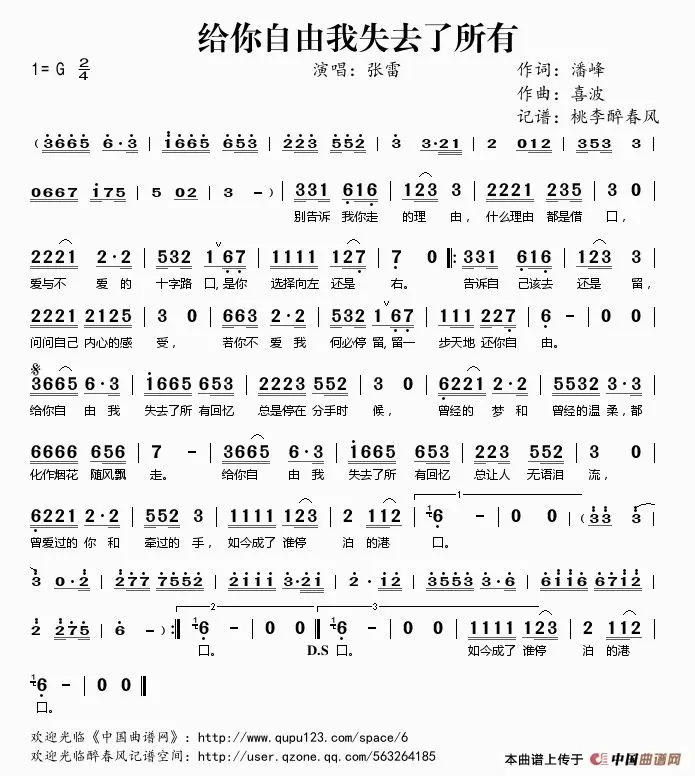 给你自由我失去了所有
1=G 2/4
演唱：张雷
作词：潘峰
作曲：喜波
记谱：桃李醉春风
（3665 6·3 | 1665 653 | 223 552 | 3 3·21 | 2 012 | 353 3 |
0667 175 | 5 02 | 3 - ）| 331 616 | 123 3 | 2221 235 | 3 0 |
别告诉 我你走 的理 由， 什么理由 都是借 口，
2221 2·2 | 532 1 67 | 1111 127 | 7 0 ‖: 331 616 | 123 3 |
爱与不 爱的 十字路 口,是你 选择向左 还是 右。 告诉自 己该去 还是 留，
2221 2125 | 3 0 | 663 2·2 | 532 1 67 | 111 227 | 6 - | 0 0 |
问问自己 内心的感 受， 若你不 爱我 何必停 留,留一 步天地 还你自 由。
3665 6·3 | 1665 653 | 2223 552 | 3 0 | 6221 2·2 | 5532 3·3 |
给你自 由我 失去了所 有回忆 总是停在 分手时 候， 曾经的 梦和 曾经的温 柔,都
6666 656 | 7 - | 3665 6·3 | 1665 653 | 223 552 | 3 0 |
化作烟花 随风飘 走。 给你自 由我 失去了所 有回忆 总让人 无语泪 流，
6221 2·2 | 552 3 | 1111 123 | 2 112 | 1 6 - | 0 0 |（33 3 |
曾爱过的 你和 牵过的 手， 如今成了 谁停 泊的港 口。
3 0·2 | 277 7552 | 2111 3·21 | 2·1 2 | 3553 3·6 | 6116 6712 |
2 275 | 6 - ）:‖ 1 6 - | 0 0 :‖ 1 6 - | 0 0 | 1111 123 | 2 112 |
口。 D.S 口。 如今成了 谁停 泊的港
1 6 - | 0 0 ‖
口。
欢迎光临《中国曲谱网》：http://www.qupu123.com/space/6
欢迎光临醉春风记谱空间：http://user.qzone.qq.com/563264185
本曲谱上传于 中国曲谱网